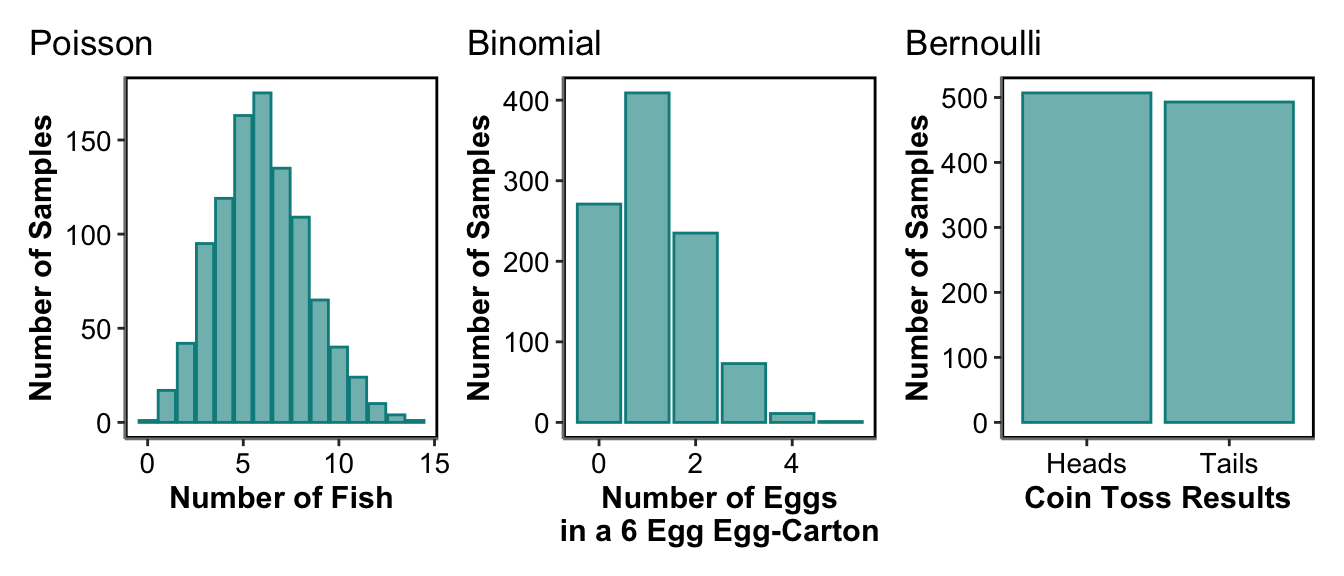 Poisson
Number of Samples
150
100
50
0
0 5 10 15
Number of Fish
Binomial
Number of Samples
400
300
200
100
0
0 2 4
Number of Eggs
in a 6 Egg Egg-Carton
Bernoulli
Number of Samples
500
400
300
200
100
0
Heads Tails
Coin Toss Results